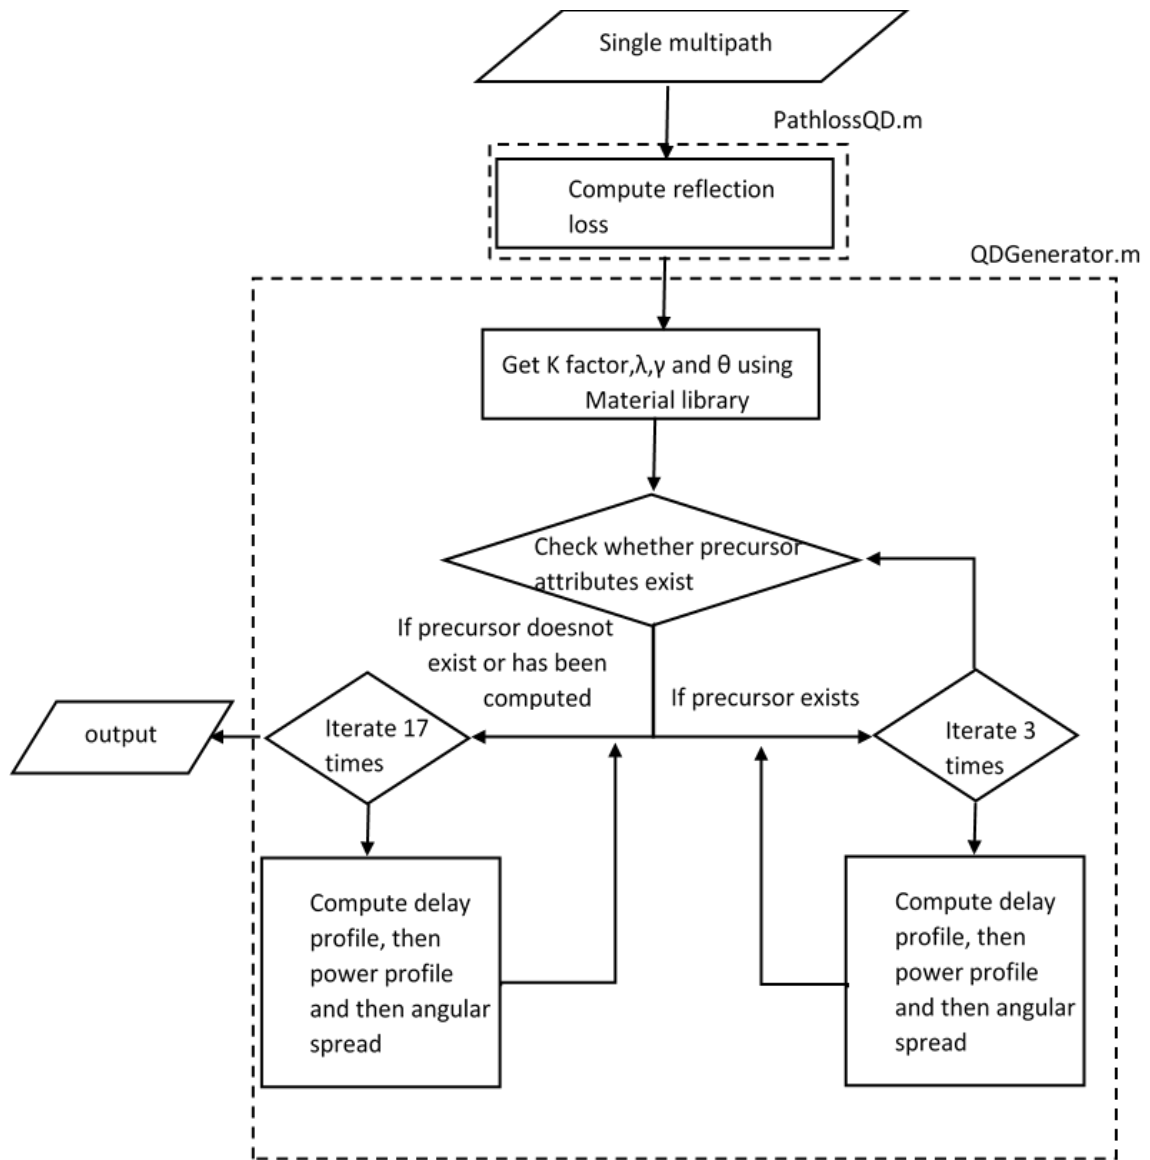 Single multipath
PathlossQD.m
Compute reflection
loss
QDGenerator.m
Get K factor,λ,γ and θ using
Material library
Check whether precursor
attributes exist
If precursor doesnot
exist or has been
computed
If precursor exists
output
Iterate 17
times
Iterate 3
times
Compute delay
profile, then
power profile
and then angular
spread
Compute delay
profile, then
power profile
and then angular
spread